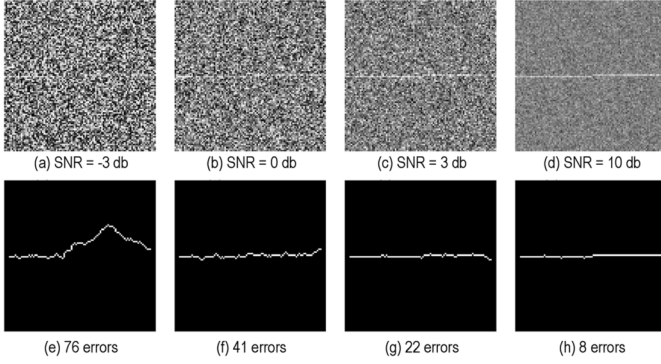 (a) SNR = -3 db
(b) SNR = 0 db
(c) SNR = 3 db
(d) SNR = 10 db
(e) 76 errors
(f) 41 errors
(g) 22 errors
(h) 8 errors